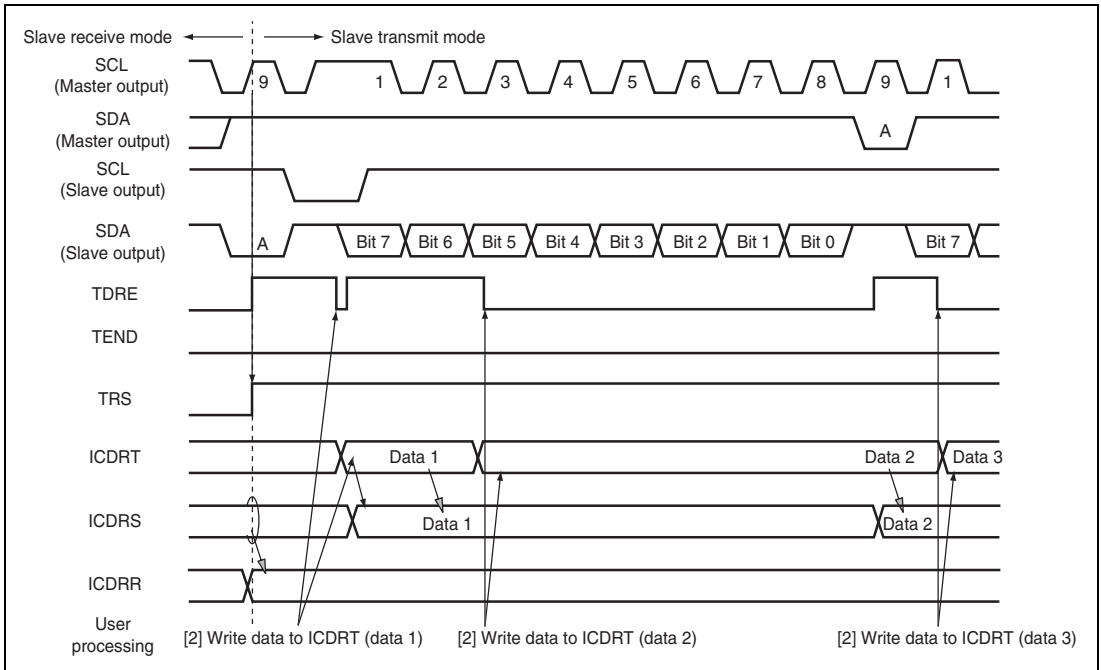 Slave receive mode Slave transmit mode
SCL
(Master output)
9 1 2 3 4 5 6 7 8 9 1
SDA
(Master output)
A
SCL
(Slave output)
SDA
(Slave output)
A Bit 7 Bit 6 Bit 5 Bit 4 Bit 3 Bit 2 Bit 1 Bit 0 Bit 7
TDRE
TEND
TRS
ICDRT Data 1 Data 2 Data 3
ICDRS Data 1 Data 2
ICDRR
User
processing
[2] Write data to ICDRT (data 1) [2] Write data to ICDRT (data 2) [2] Write data to ICDRT (data 3)